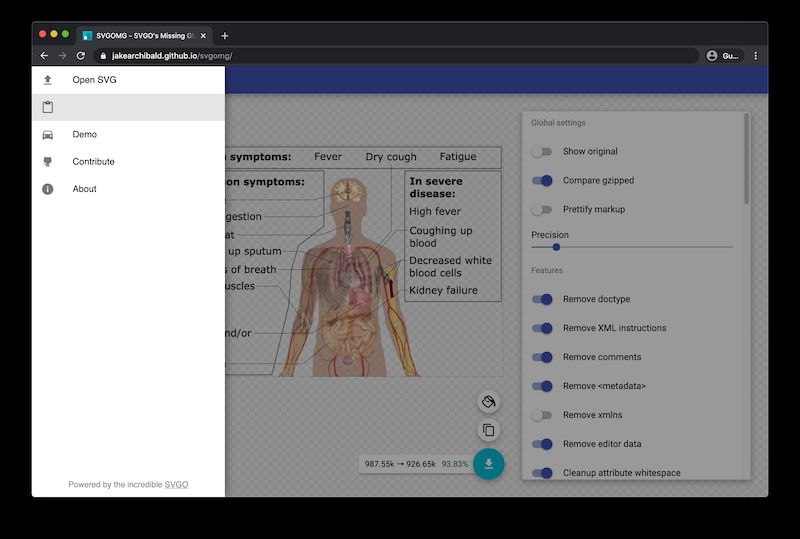 SVGOMG - SVGO's Missing GU
jakearchibald.github.io/svgomg/
Gu...
Open SVG
Demo
Contribute
About
Powered by the incredible SVGO
n symptoms: Fever Dry cough Fatigue
on symptoms:
gestion
at
up sputum
s of breath
uscles
nd/or
In severe
disease:
High fever
Coughing up
blood
Decreased white
blood cells
Kidney failure
987.55k → 926.65k 93.83%
Global settings
Show original
Compare gzipped
Prettify markup
Precision
Features
Remove doctype
Remove XML instructions
Remove comments
Remove <metadata>
Remove xmlns
Remove editor data
Cleanup attribute whitespace